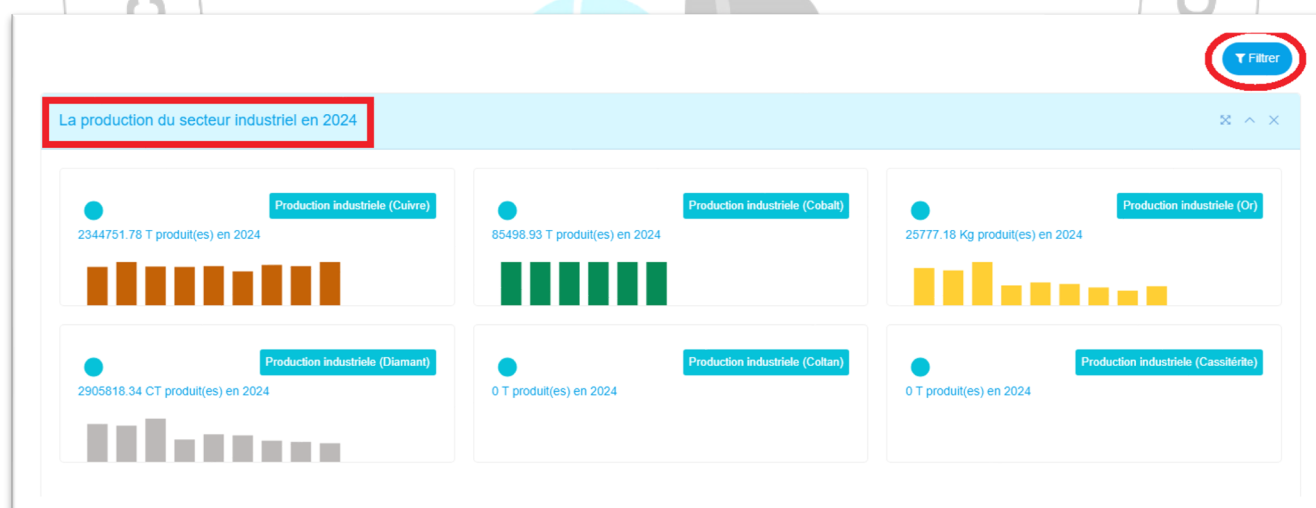 Filtrer
La production du secteur industriel en 2024
Production industriele (Cuivre)
2344751.78 T produit(es) en 2024
Production industriele (Cobalt)
85498.93 T produit(es) en 2024
Production industriele (Or)
25777.18 Kg produit(es) en 2024
Production industriele (Diamant)
2905818.34 CT produit(es) en 2024
Production industriele (Coltan)
0 T produit(es) en 2024
Production industriele (Cassitérite)
0 T produit(es) en 2024